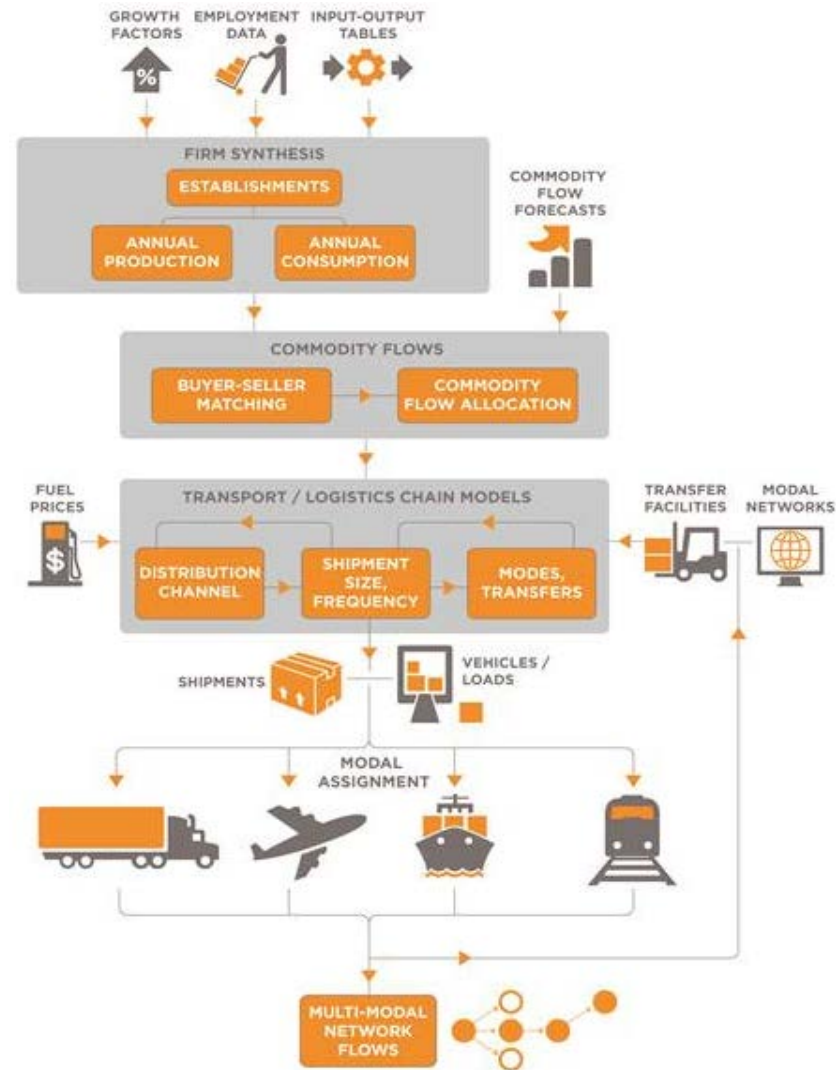 GROWTH
FACTORS
EMPLOYMENT
DATA
INPUT-OUTPUT
TABLES
%
FIRM SYNTHESIS
ESTABLISHMENTS
ANNUAL
PRODUCTION
ANNUAL
CONSUMPTION
COMMODITY
FLOW
FORECASTS
COMMODITY FLOWS
BUYER-SELLER
MATCHING
COMMODITY
FLOW ALLOCATION
FUEL
PRICES
$
TRANSPORT / LOGISTICS CHAIN MODELS
DISTRIBUTION
CHANNEL
SHIPMENT
SIZE,
FREQUENCY
MODES,
TRANSFERS
TRANSFER
FACILITIES
MODAL
NETWORKS
SHIPMENTS
VEHICLES /
LOADS
MODAL
ASSIGNMENT
MULTI-MODAL
NETWORK
FLOWS